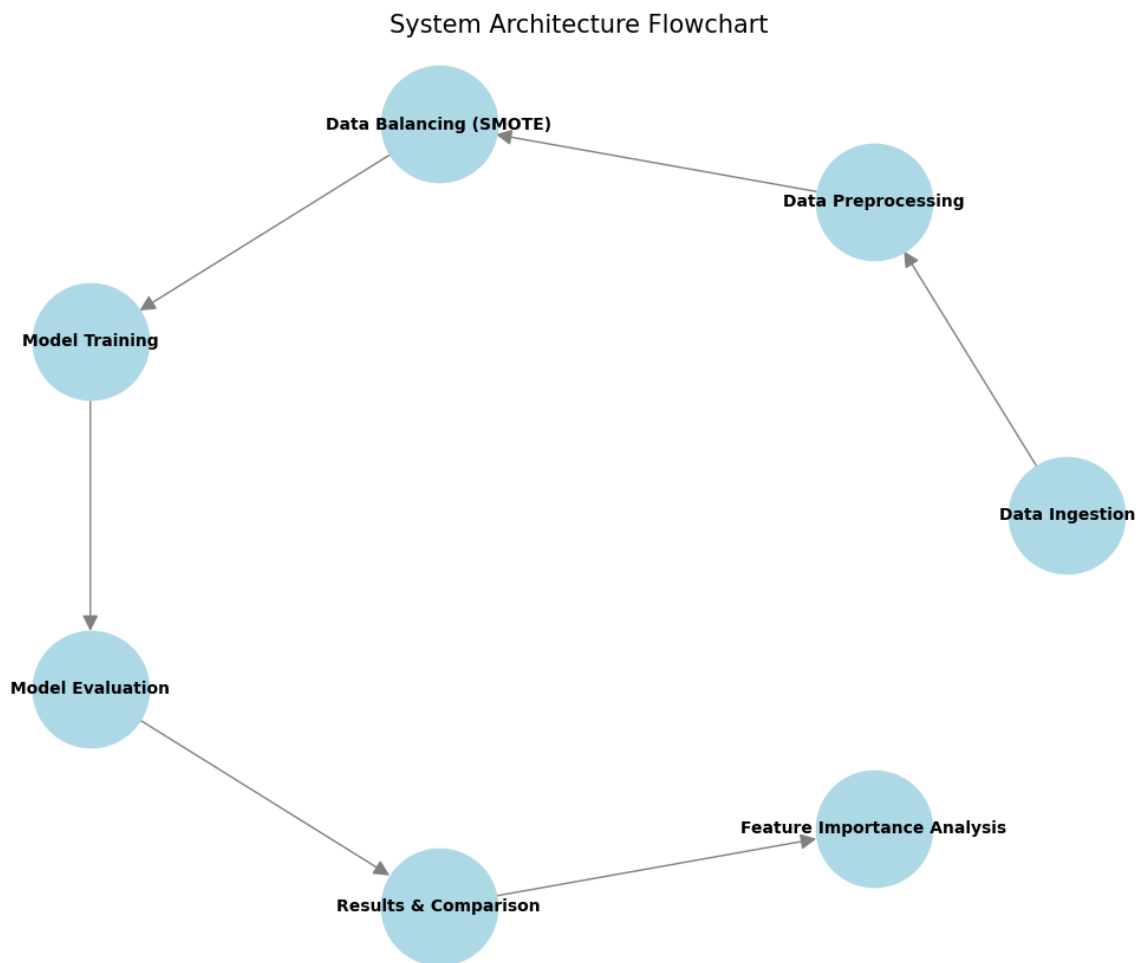 System Architecture Flowchart
Data Balancing (SMOTE)
Data Preprocessing
Model Training
Data Ingestion
Model Evaluation
Feature Importance Analysis
Results & Comparison